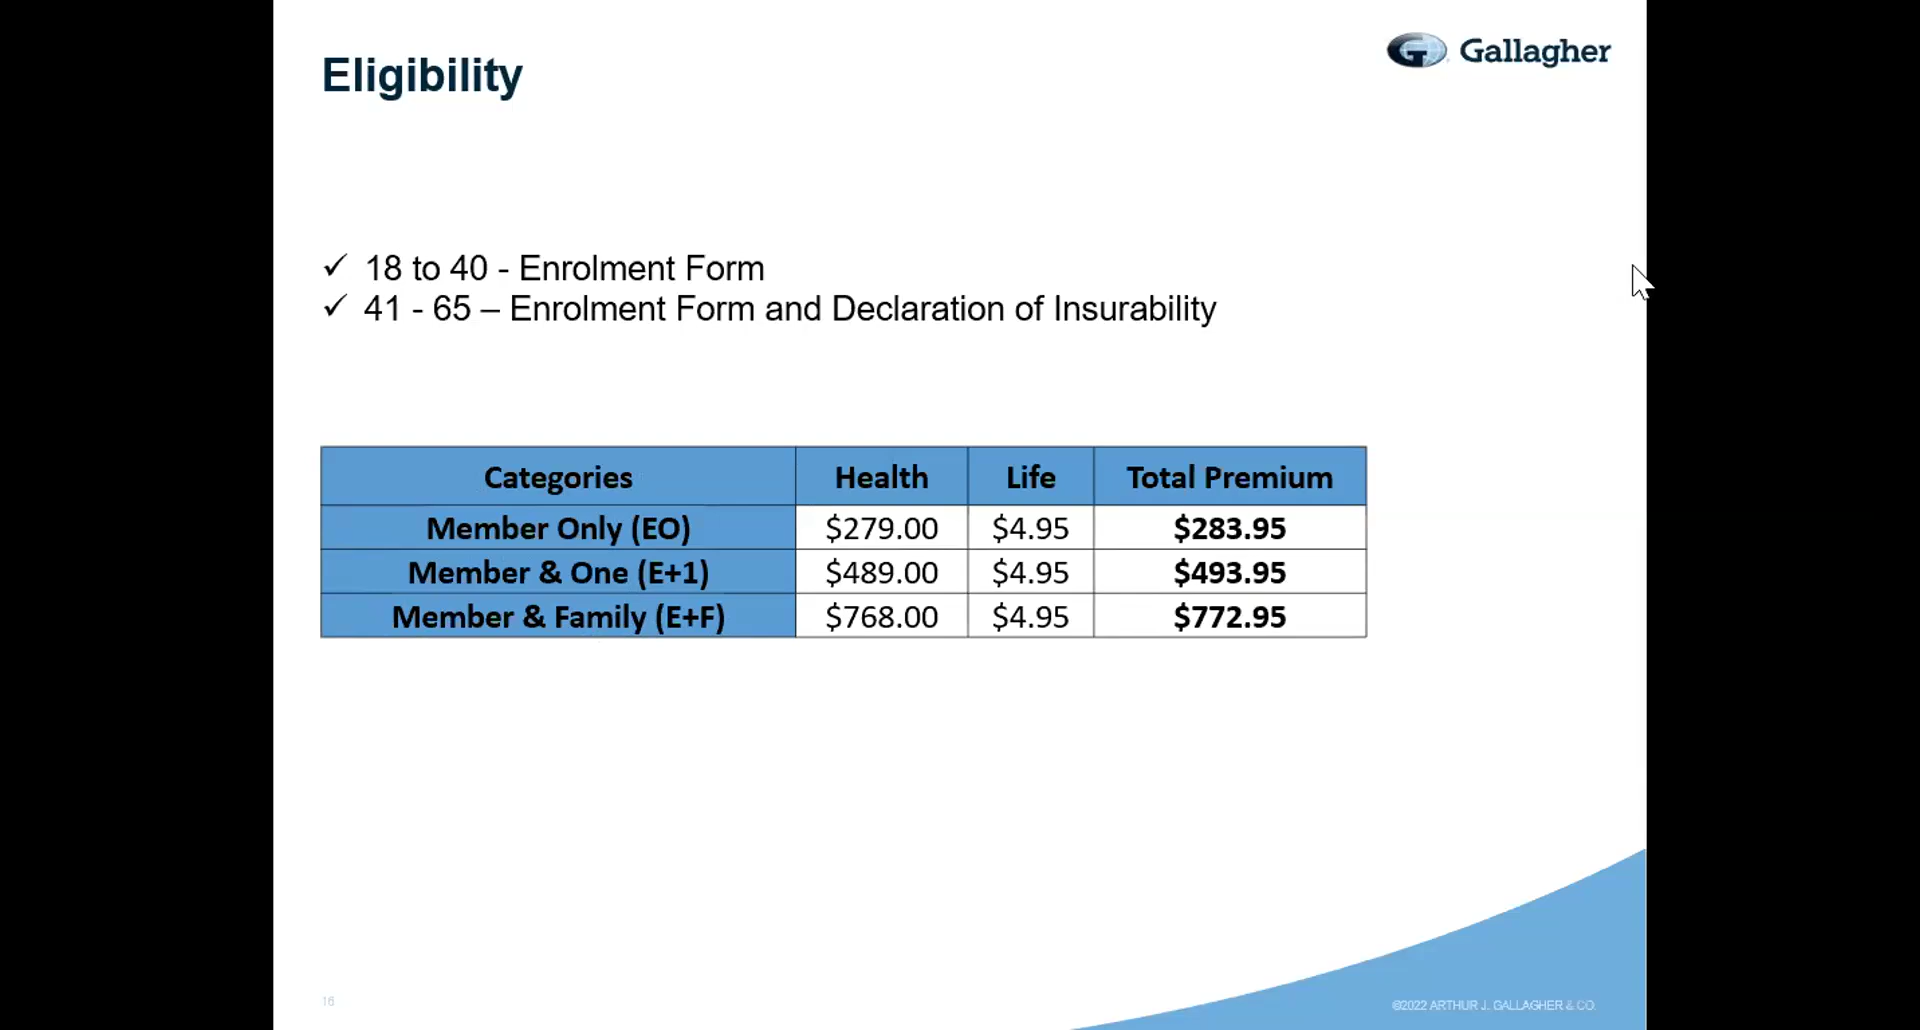 Eligibility
Gallagher
✓ 18 to 40 - Enrolment Form
✓ 41 - 65 – Enrolment Form and Declaration of Insurability
Categories Health Life Total Premium
Member Only (EO) $279.00 $4.95 $283.95
Member & One (E+1) $489.00 $4.95 $493.95
Member & Family (E+F) $768.00 $4.95 $772.95
16
©2022 ARTHUR J. GALLAGHER & CO.